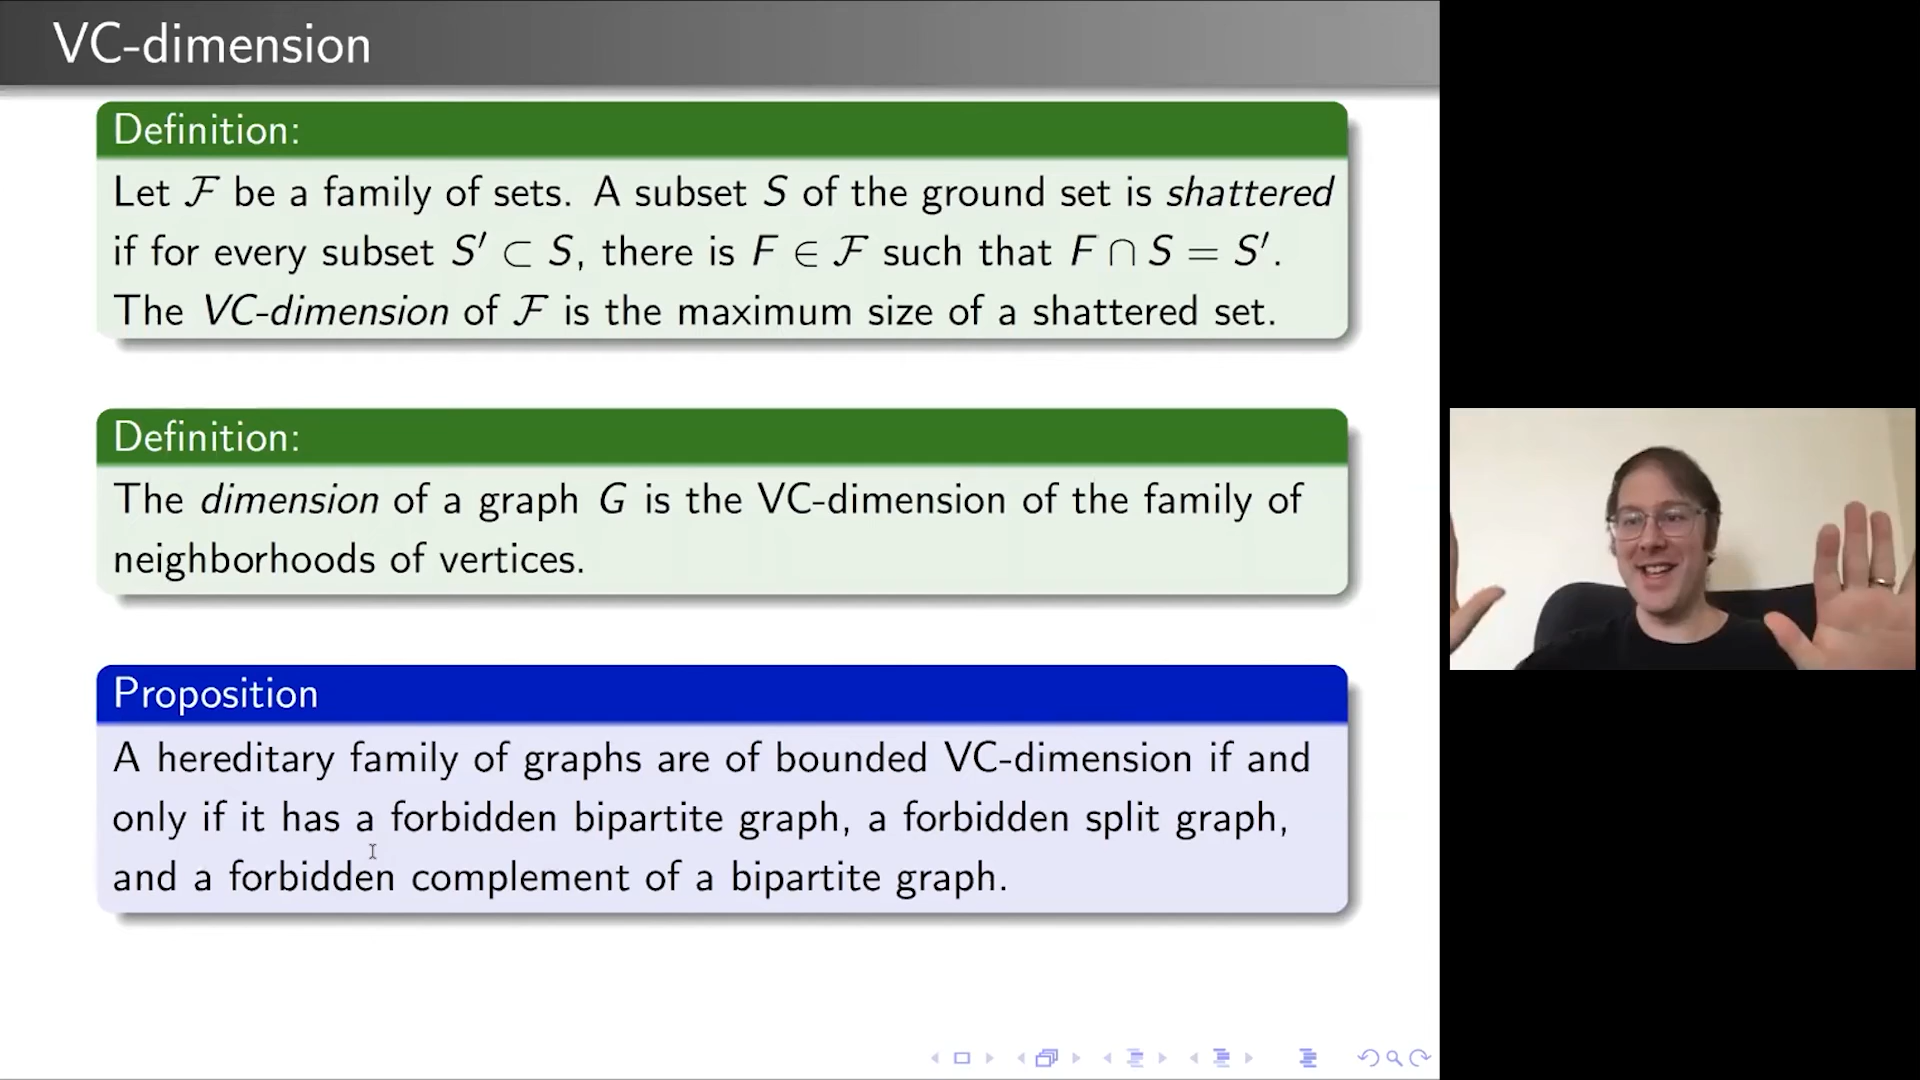 VC-dimension
Definition:
Let ℱ be a family of sets. A subset S of the ground set is shattered
if for every subset S′ ⊂ S, there is F ∈ ℱ such that F ∩ S = S′.
The VC-dimension of ℱ is the maximum size of a shattered set.
Definition:
The dimension of a graph G is the VC-dimension of the family of
neighborhoods of vertices.
Proposition
A hereditary family of graphs are of bounded VC-dimension if and
only if it has a forbidden bipartite graph, a forbidden split graph,
and a forbidden complement of a bipartite graph.